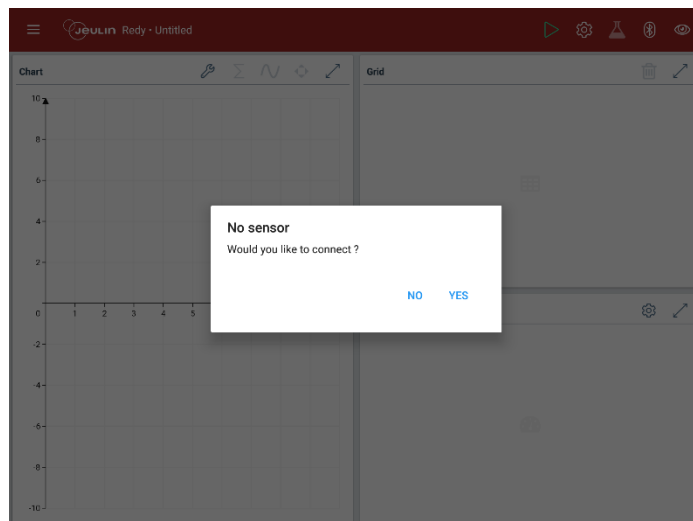 Jeulin Redy • Untitled
Chart
Grid
10
8
6
4
2
0 1 2 3 4 5
-2
-4
-6
-8
-10
No sensor
Would you like to connect ?
NO YES